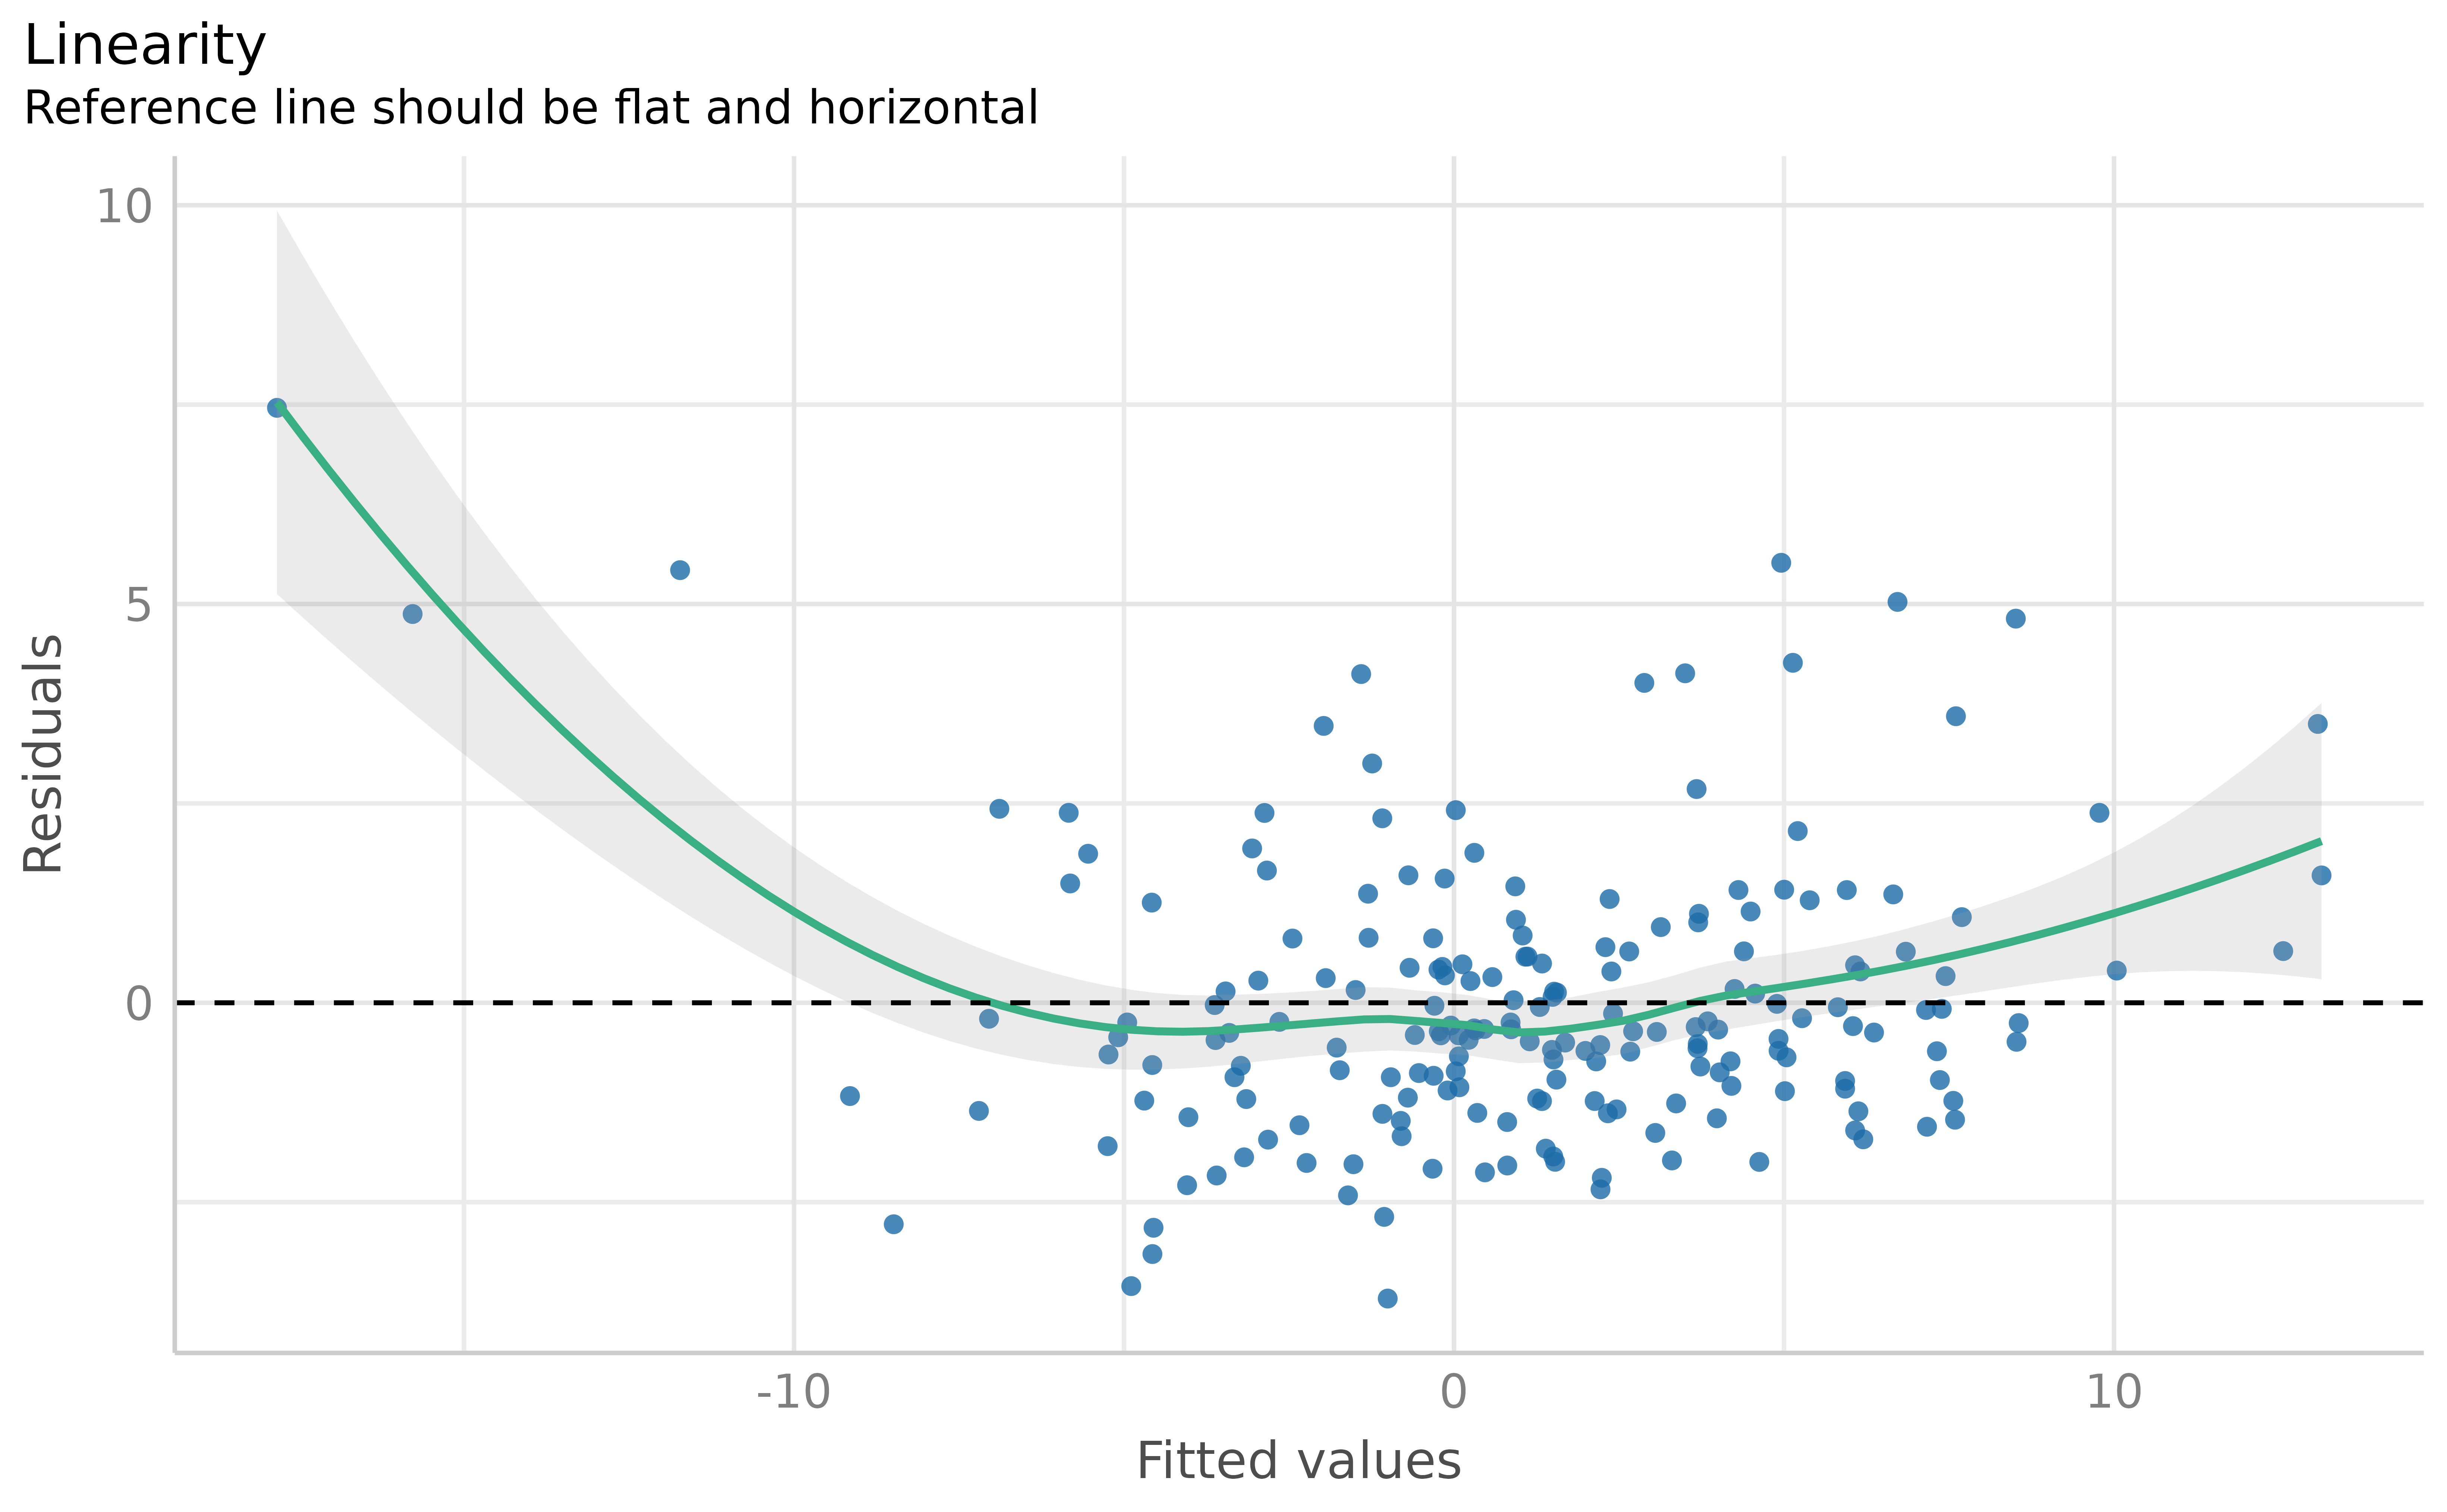 Linearity
Reference line should be flat and horizontal
10
5
0
Residuals
-10
0
10
Fitted values